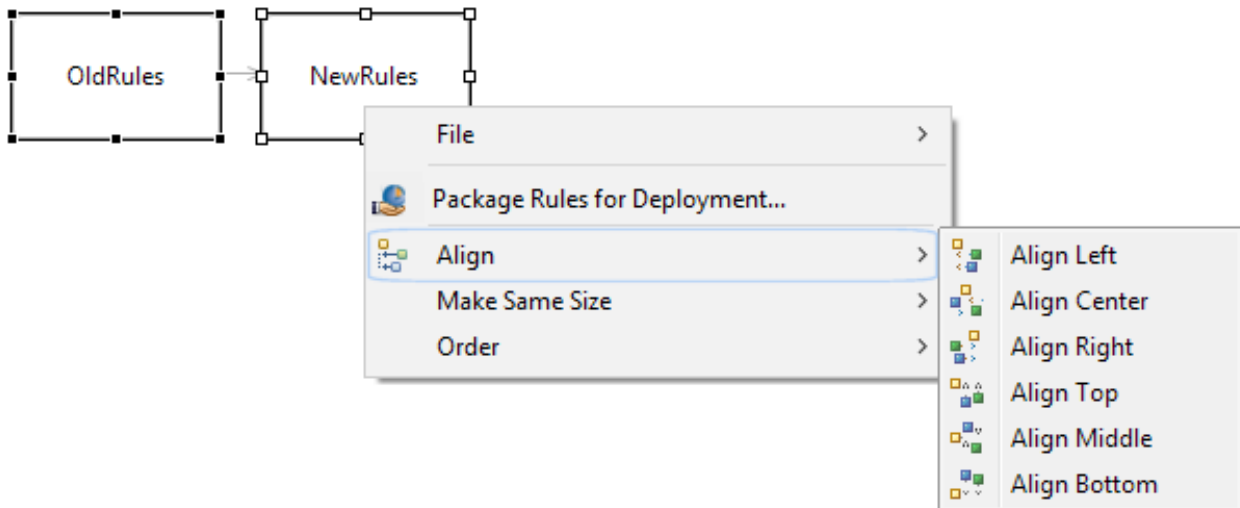 OldRules
NewRules
File
Package Rules for Deployment...
Align
Make Same Size
Order
Align Left
Align Center
Align Right
Align Top
Align Middle
Align Bottom